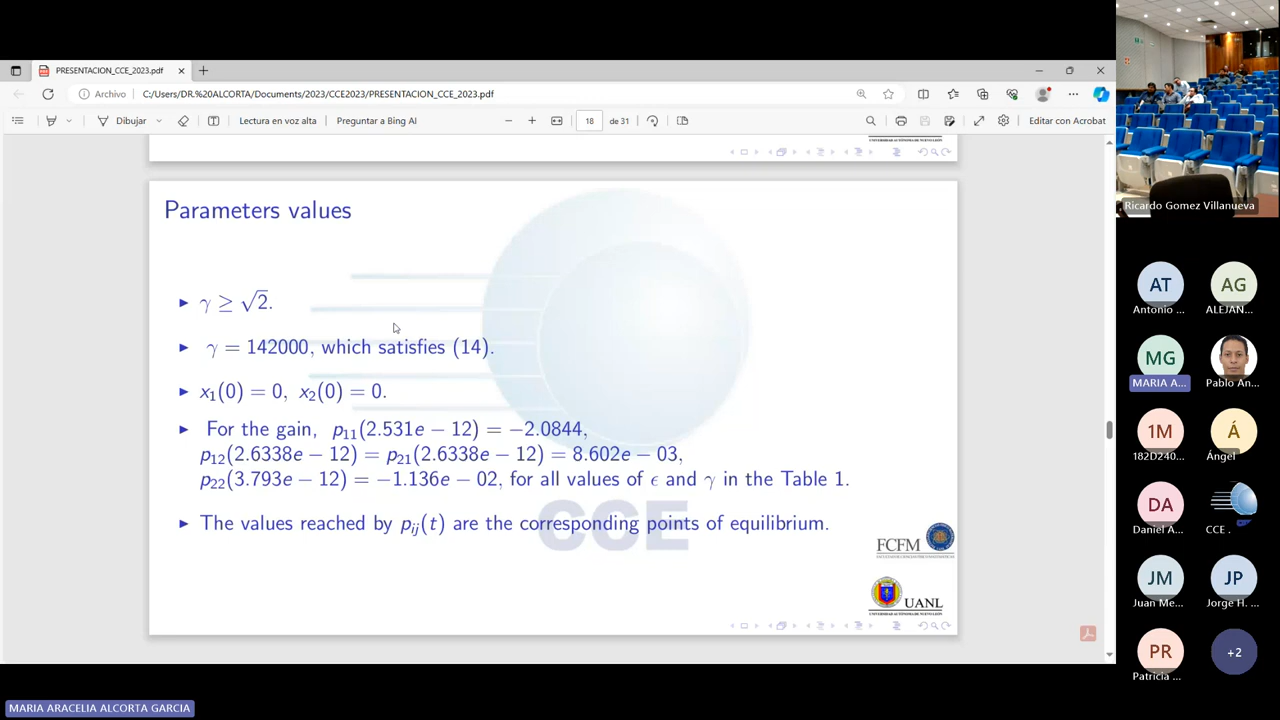 PRESENTACION_CCE_2023.pdf
Archivo
C:/Users/DR.%20ALCORTA/Documents/2023/CCE2023/PRESENTACION_CCE_2023.pdf
Dibujar
Lectura en voz alta
Preguntar a Bing AI
18 de 31
Editar con Acrobat
Parameters values
► γ ≥ √2.
► γ = 142000, which satisfies (14).
► x₁(0) = 0, x₂(0) = 0.
► For the gain, p₁₁(2.531e − 12) = −2.0844,
p₁₂(2.6338e − 12) = p₂₁(2.6338e − 12) = 8.602e − 03,
p₂₂(3.793e − 12) = −1.136e − 02, for all values of ϵ and γ in the Table 1.
► The values reached by pᵢⱼ(t) are the corresponding points of equilibrium.
CCE
FCFM
UANL
Ricardo Gomez Villanueva
AT
Antonio ...
AG
ALEJAN...
MG
MARIA A...
Pablo An...
1M
182D240...
Á
Ángel
DA
Daniel A...
CCE .
JM
Juan Me...
JP
Jorge H. ...
PR
Patricia ...
+2
MARIA ARACELIA ALCORTA GARCIA